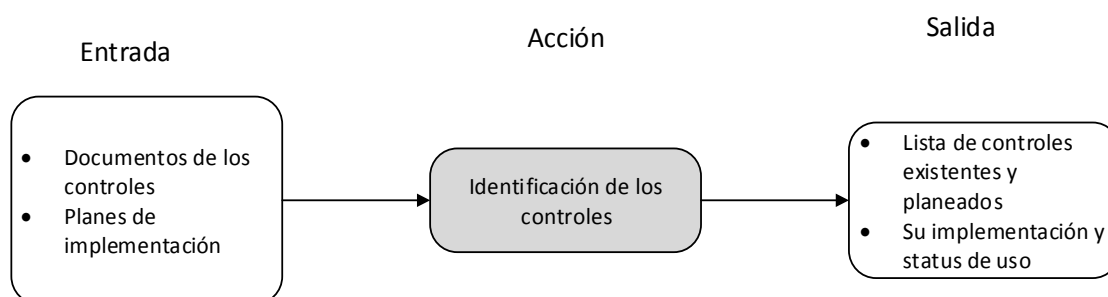 Entrada
Acción
Salida
• Documentos de los
controles
• Planes de
implementación
Identificación de los
controles
• Lista de controles
existentes y
planeados
• Su implementación y
status de uso